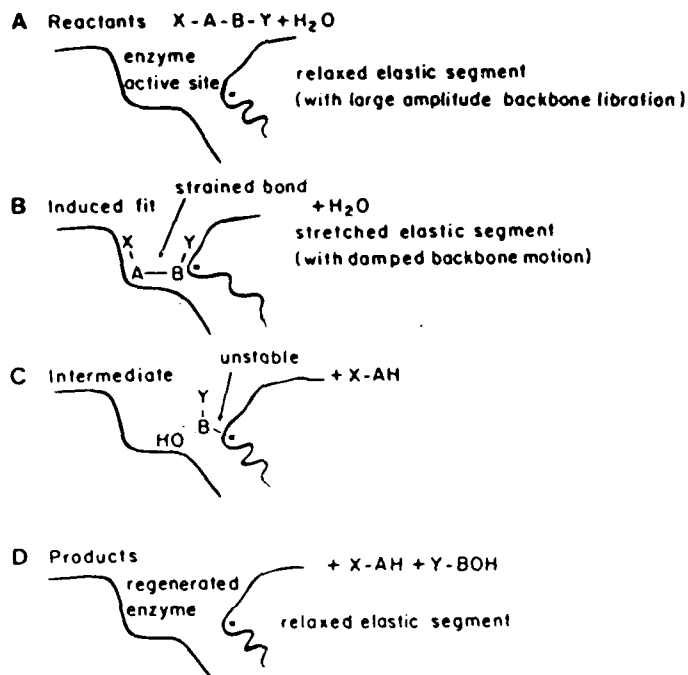 A Reactants X-A-B-Y + H₂O
enzyme
active site
relaxed elastic segment
(with large amplitude backbone libration)
strained bond
B Induced fit + H₂O
stretched elastic segment
(with damped backbone motion)
X Y
A—B
unstable
C Intermediate + X-AH
Y
B
HO
D Products
+ X-AH + Y-BOH
regenerated
enzyme
relaxed elastic segment